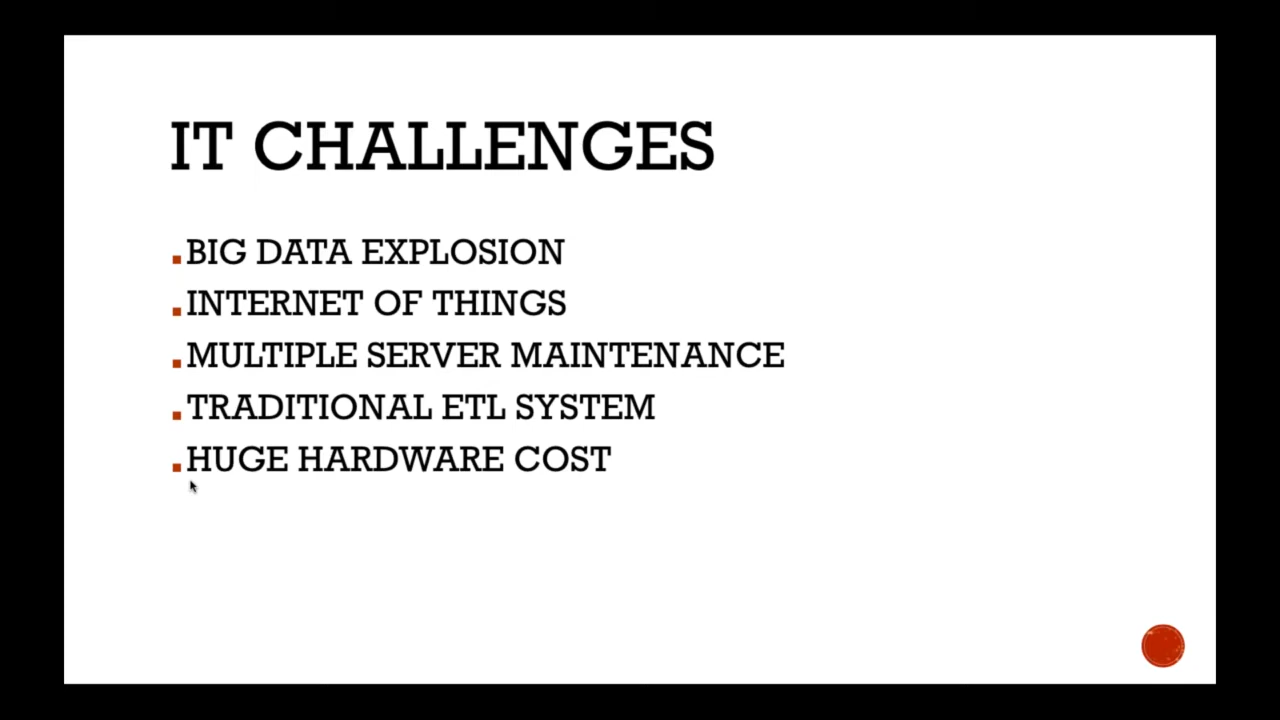 IT CHALLENGES
BIG DATA EXPLOSION
INTERNET OF THINGS
MULTIPLE SERVER MAINTENANCE
TRADITIONAL ETL SYSTEM
HUGE HARDWARE COST